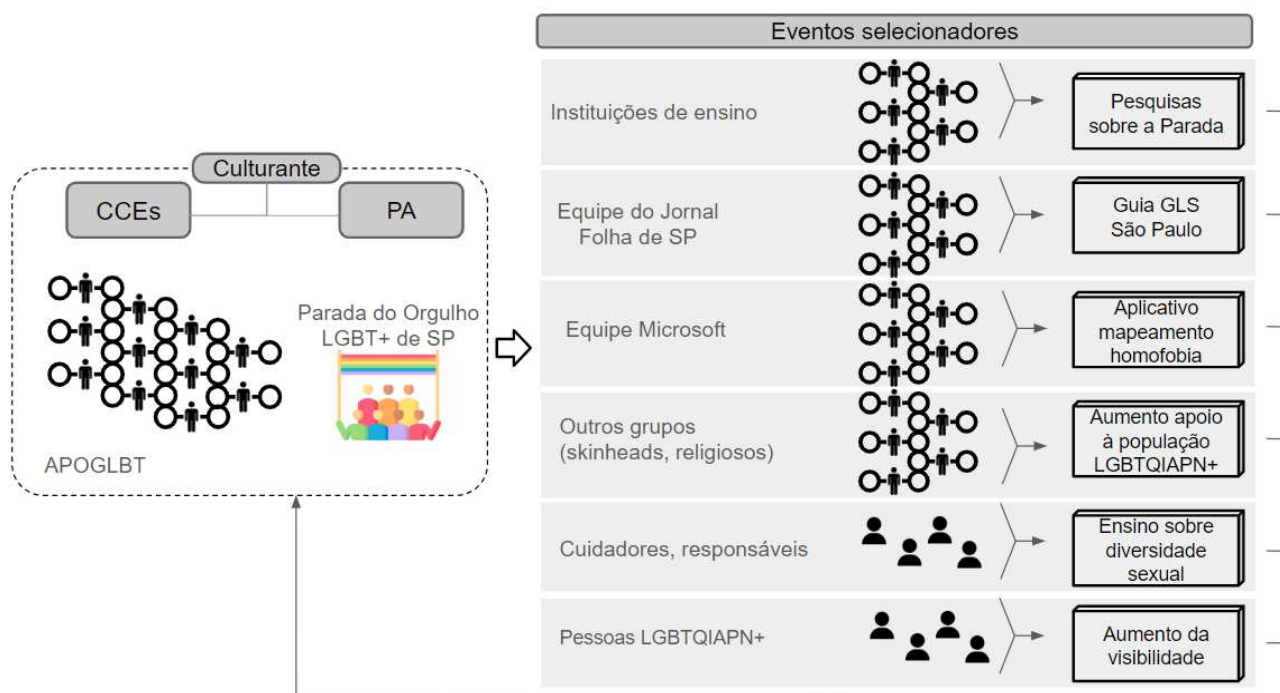 Eventos selecionadores
Culturante
CCEs
PA
Parada do Orgulho
LGBT+ de SP
APOGLBT
Instituições de ensino
Pesquisas
sobre a Parada
Equipe do Jornal
Folha de SP
Guia GLS
São Paulo
Equipe Microsoft
Aplicativo
mapeamento
homofobia
Outros grupos
(skinheads, religiosos)
Aumento apoio
à população
LGBTQIAPN+
Cuidadores, responsáveis
Ensino sobre
diversidade
sexual
Pessoas LGBTQIAPN+
Aumento da
visibilidade